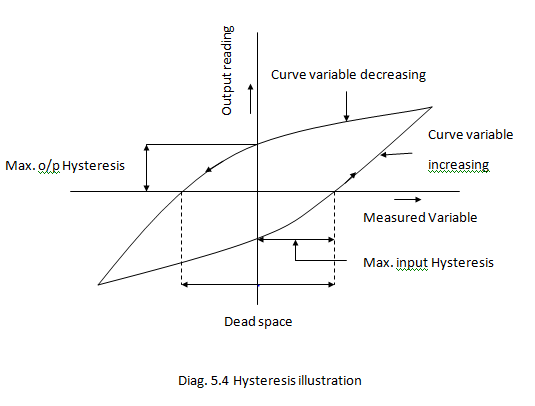 Output reading
Curve variable decreasing
Curve variable
increasing
Max. o/p Hysteresis
Measured Variable
Max. input Hysteresis
Dead space
Diag. 5.4 Hysteresis illustration